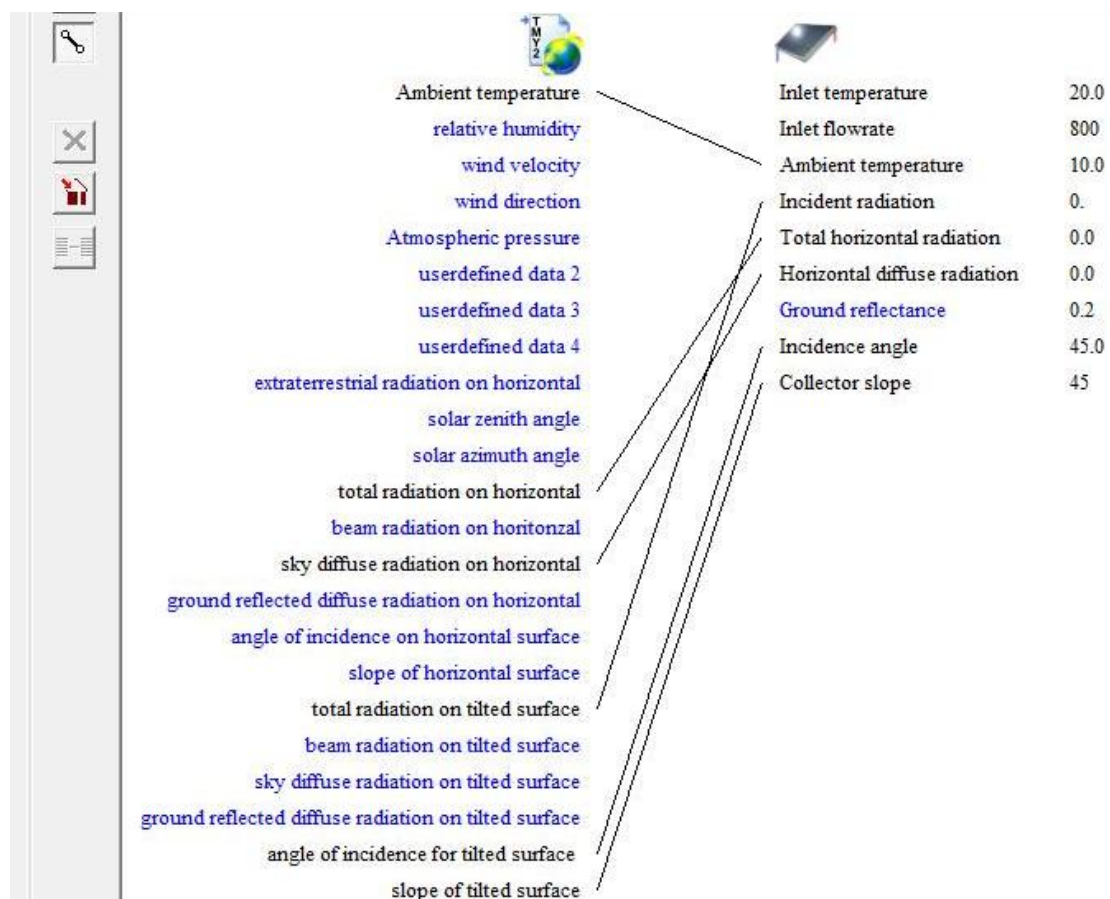 TMY2
Ambient temperature
relative humidity
wind velocity
wind direction
Atmospheric pressure
userdefined data 2
userdefined data 3
userdefined data 4
extraterrestrial radiation on horizontal
solar zenith angle
solar azimuth angle
total radiation on horizontal
beam radiation on horitonzal
sky diffuse radiation on horizontal
ground reflected diffuse radiation on horizontal
angle of incidence on horizontal surface
slope of horizontal surface
total radiation on tilted surface
beam radiation on tilted surface
sky diffuse radiation on tilted surface
ground reflected diffuse radiation on tilted surface
angle of incidence for tilted surface
slope of tilted surface
Inlet temperature 20.0
Inlet flowrate 800
Ambient temperature 10.0
Incident radiation 0.
Total horizontal radiation 0.0
Horizontal diffuse radiation 0.0
Ground reflectance 0.2
Incidence angle 45.0
Collector slope 45